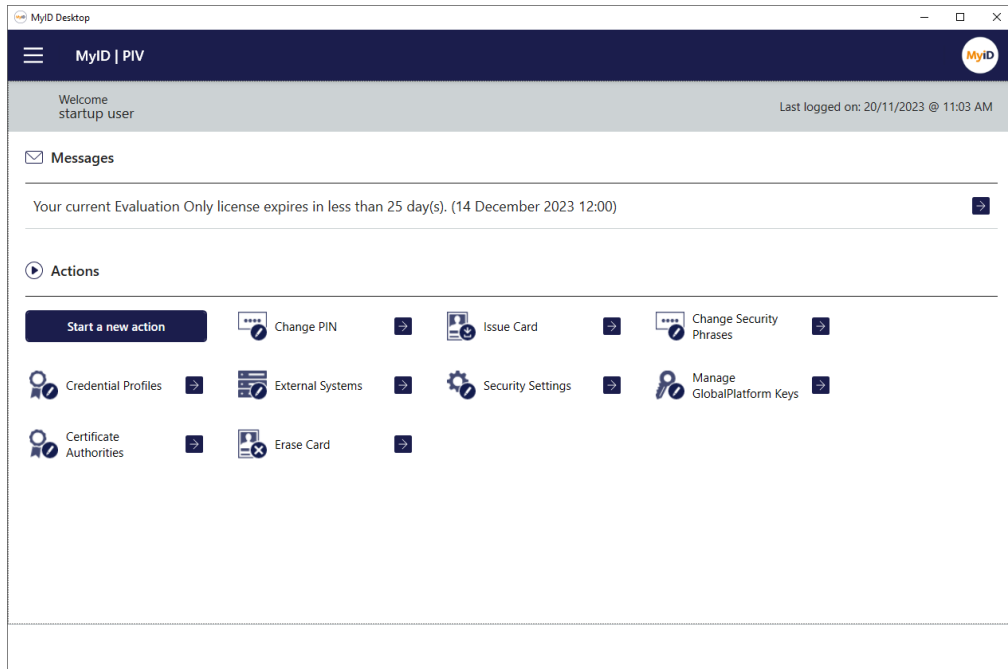 MyID Desktop
MyID | PIV
MyiD
Welcome
startup user
Last logged on: 20/11/2023 @ 11:03 AM
Messages
Your current Evaluation Only license expires in less than 25 day(s). (14 December 2023 12:00)
Actions
Start a new action
Change PIN
Issue Card
Change Security
Phrases
Credential Profiles
External Systems
Security Settings
Manage
GlobalPlatform Keys
Certificate
Authorities
Erase Card